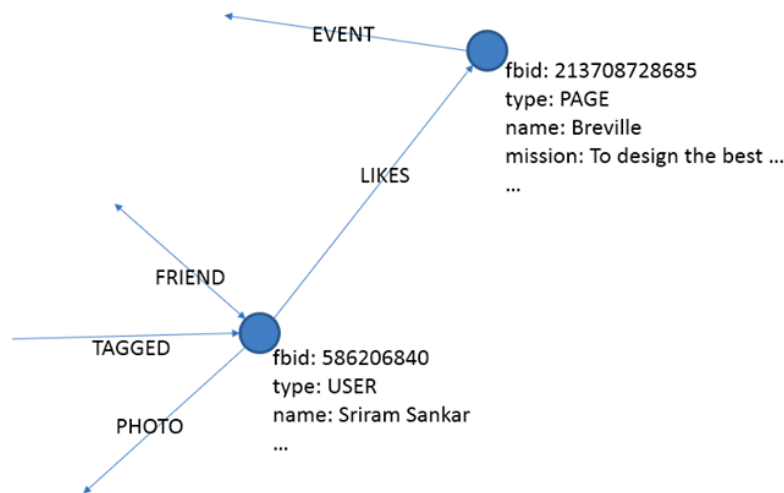 EVENT
fbid: 213708728685
type: PAGE
name: Breville
mission: To design the best ...
...
LIKES
FRIEND
TAGGED
fbid: 586206840
type: USER
name: Sriram Sankar
...
PHOTO